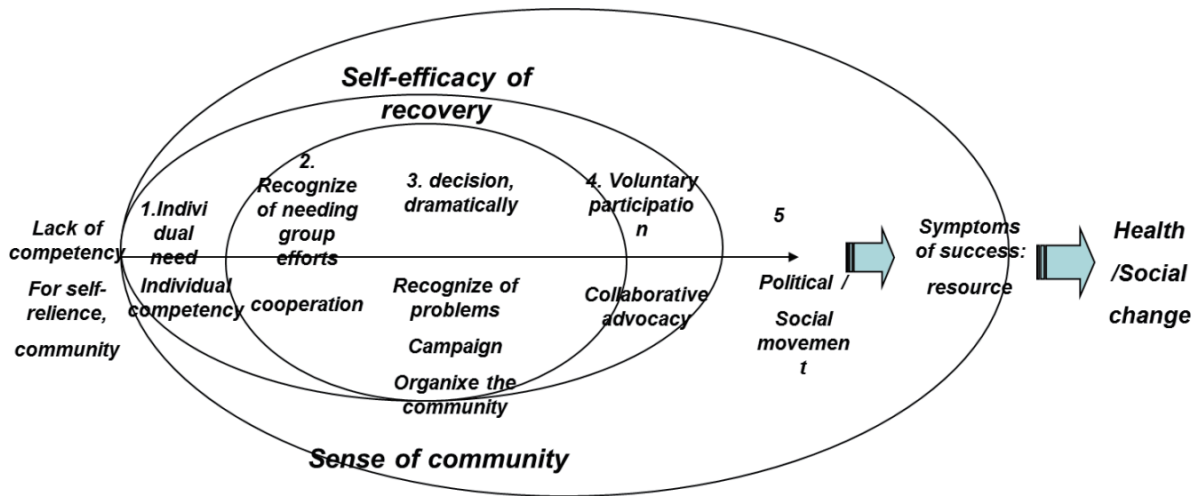 Self-efficacy of
recovery
Lack of
competency
For self-
relience,
community
1.Indivi
dual
need
Individual
competency
2.
Recognize
of needing
group
efforts
cooperation
3. decision,
dramatically
Recognize of
problems
Campaign
Organixe the
community
4. Voluntary
participatio
n
Collaborative
advocacy
5
Political /
Social
movemen
t
Symptoms
of success:
resource
Health
/Social
change
Sense of community